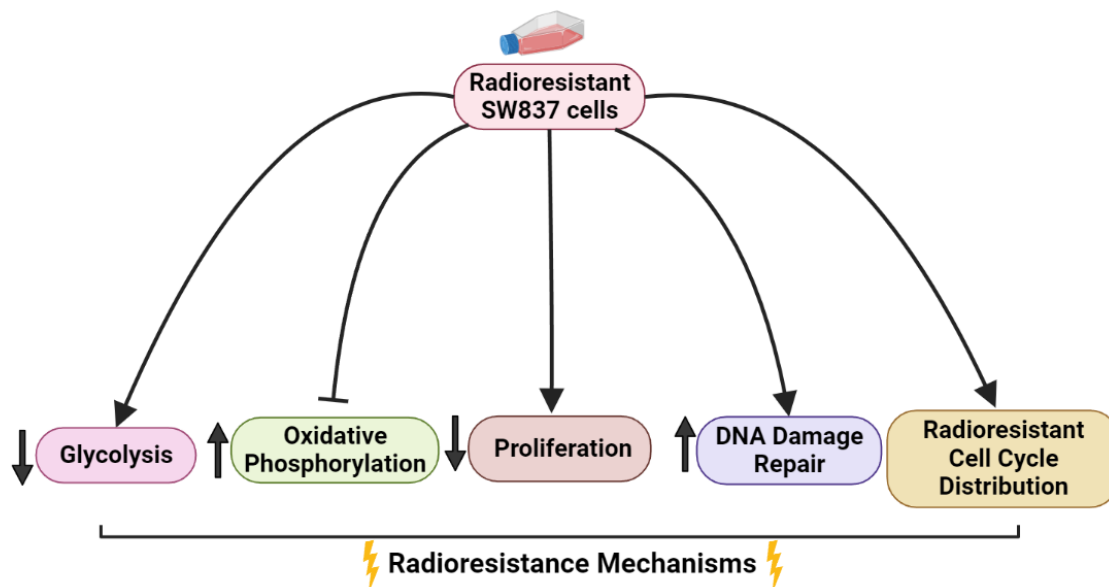 Radioresistant
SW837 cells
Glycolysis
Oxidative
Phosphorylation
Proliferation
DNA Damage
Repair
Radioresistant
Cell Cycle
Distribution
Radioresistance Mechanisms